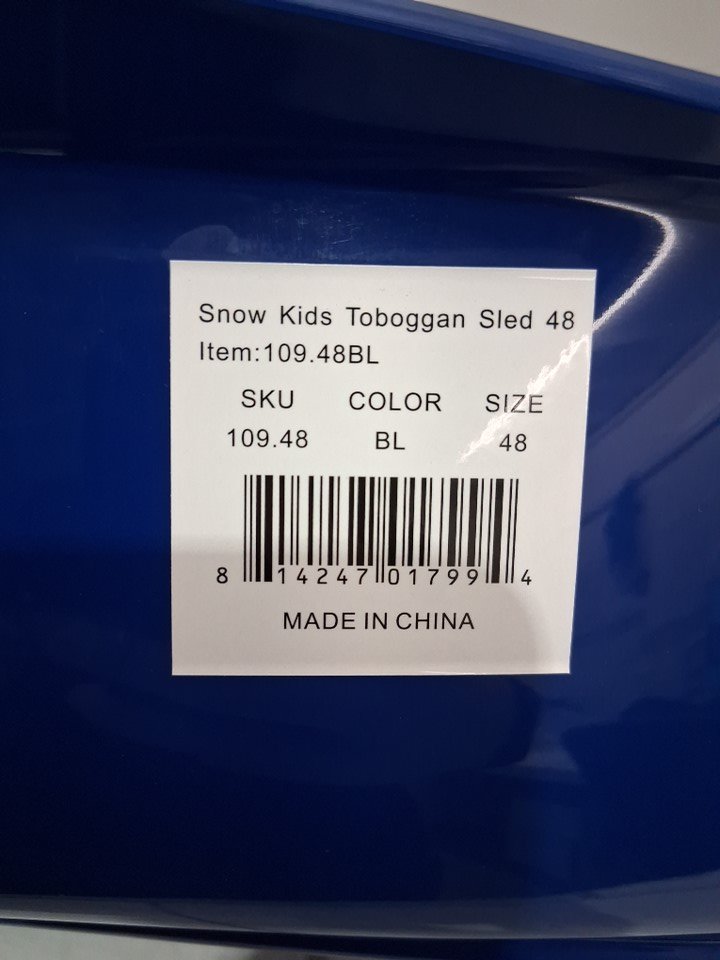 Snow Kids Toboggan Sled 48
Item:109.48BL
SKU COLOR SIZE
109.48 BL 48
8 14247 01799 4
MADE IN CHINA